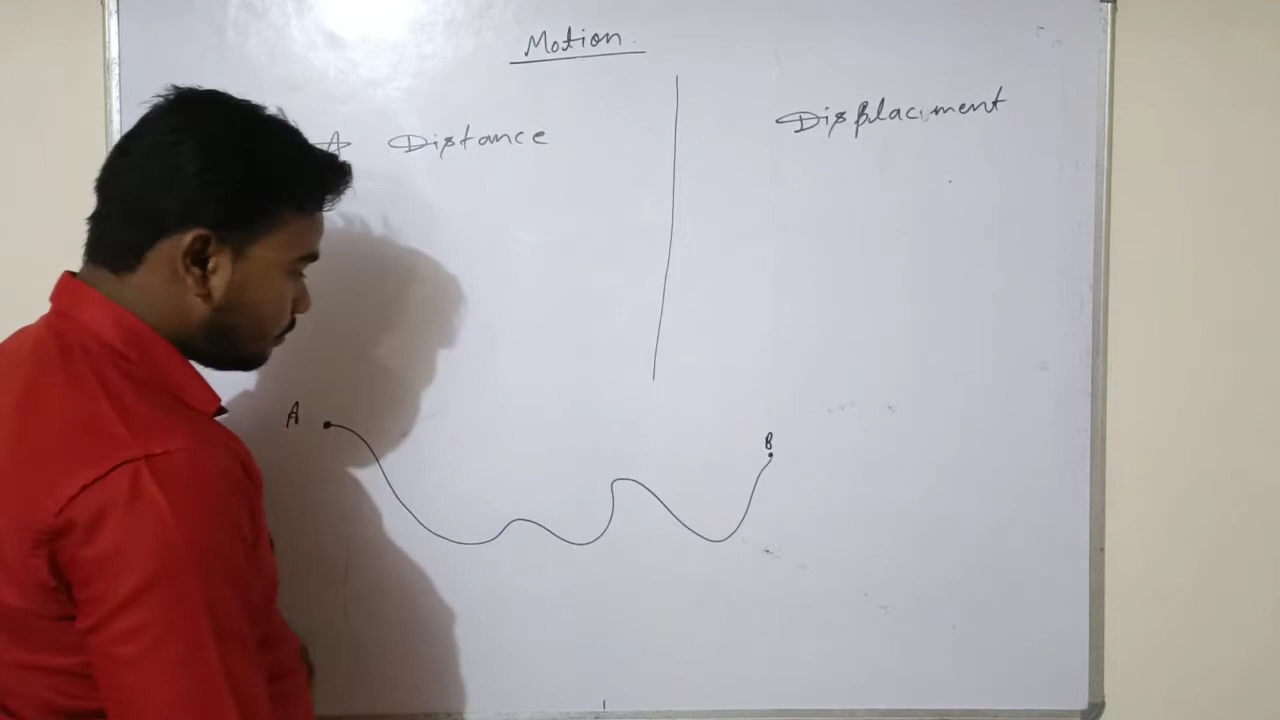 Motion.
☆ Distance
Displacement
A
B